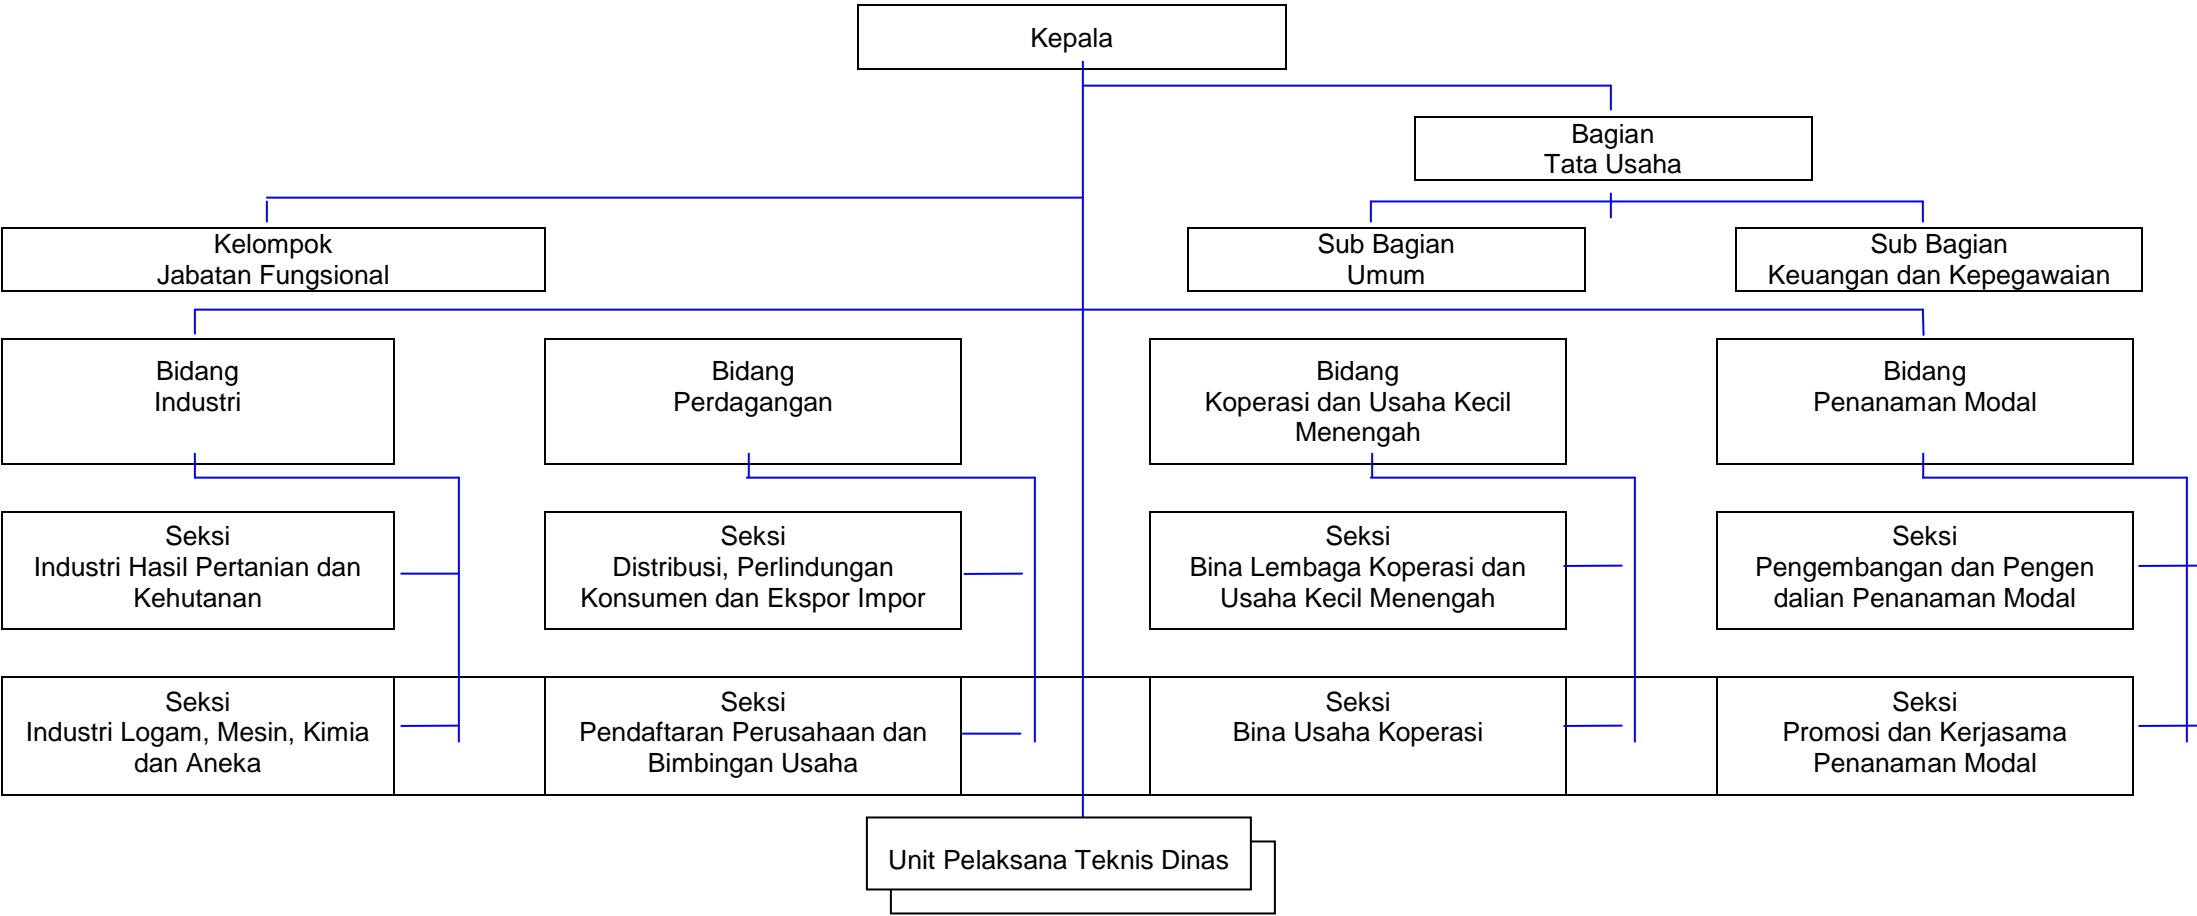 Kepala
Bagian
Tata Usaha
Kelompok
Jabatan Fungsional
Sub Bagian
Umum
Sub Bagian
Keuangan dan Kepegawaian
Bidang
Industri
Bidang
Perdagangan
Bidang
Koperasi dan Usaha Kecil
Menengah
Bidang
Penanaman Modal
Seksi
Industri Hasil Pertanian dan
Kehutanan
Seksi
Distribusi, Perlindungan
Konsumen dan Ekspor Impor
Seksi
Bina Lembaga Koperasi dan
Usaha Kecil Menengah
Seksi
Pengembangan dan Pengen
dalian Penanaman Modal
Seksi
Industri Logam, Mesin, Kimia
dan Aneka
Seksi
Pendaftaran Perusahaan dan
Bimbingan Usaha
Seksi
Bina Usaha Koperasi
Seksi
Promosi dan Kerjasama
Penanaman Modal
Unit Pelaksana Teknis Dinas